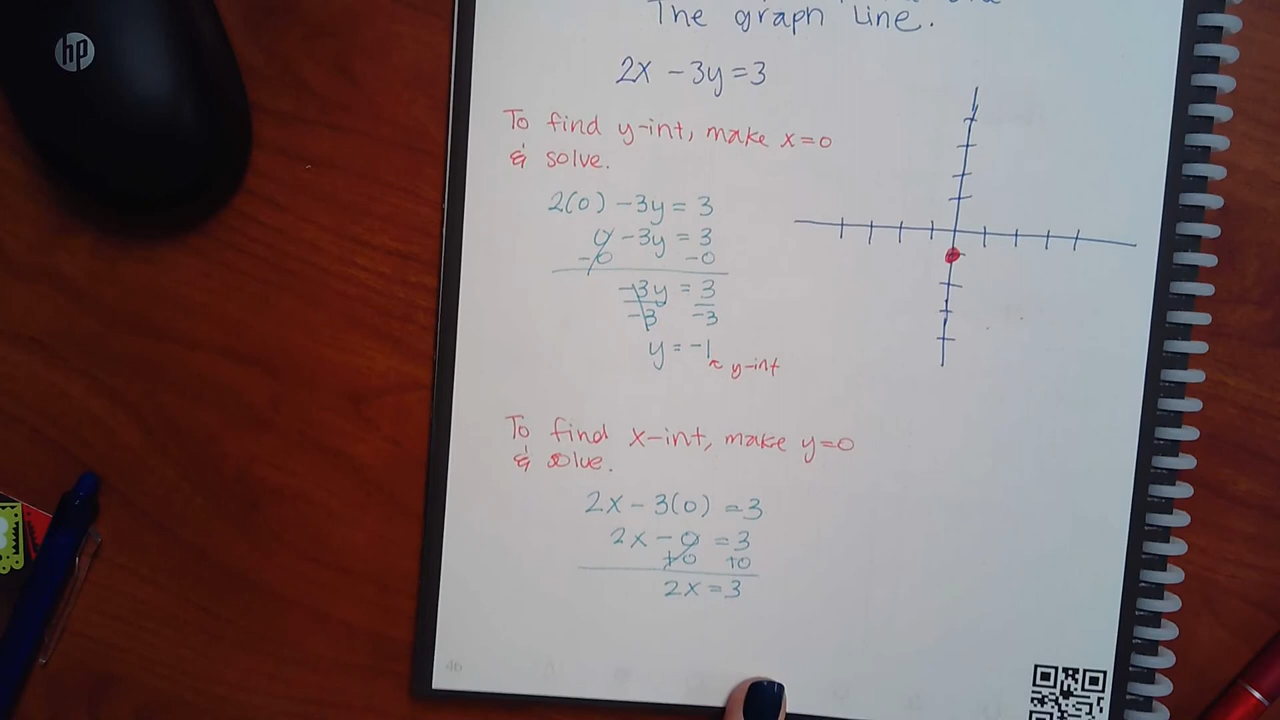 The graph line.
2x - 3y = 3
To find y-int, make x=0
& solve.
2(0) - 3y = 3
0 - 3y = 3
-0 -0
-3y = 3
-3 -3
y = -1
~ y-int
To find x-int, make y=0
& solve.
2x - 3(0) = 3
2x - 0 = 3
+0 +0
2x = 3
46
hp